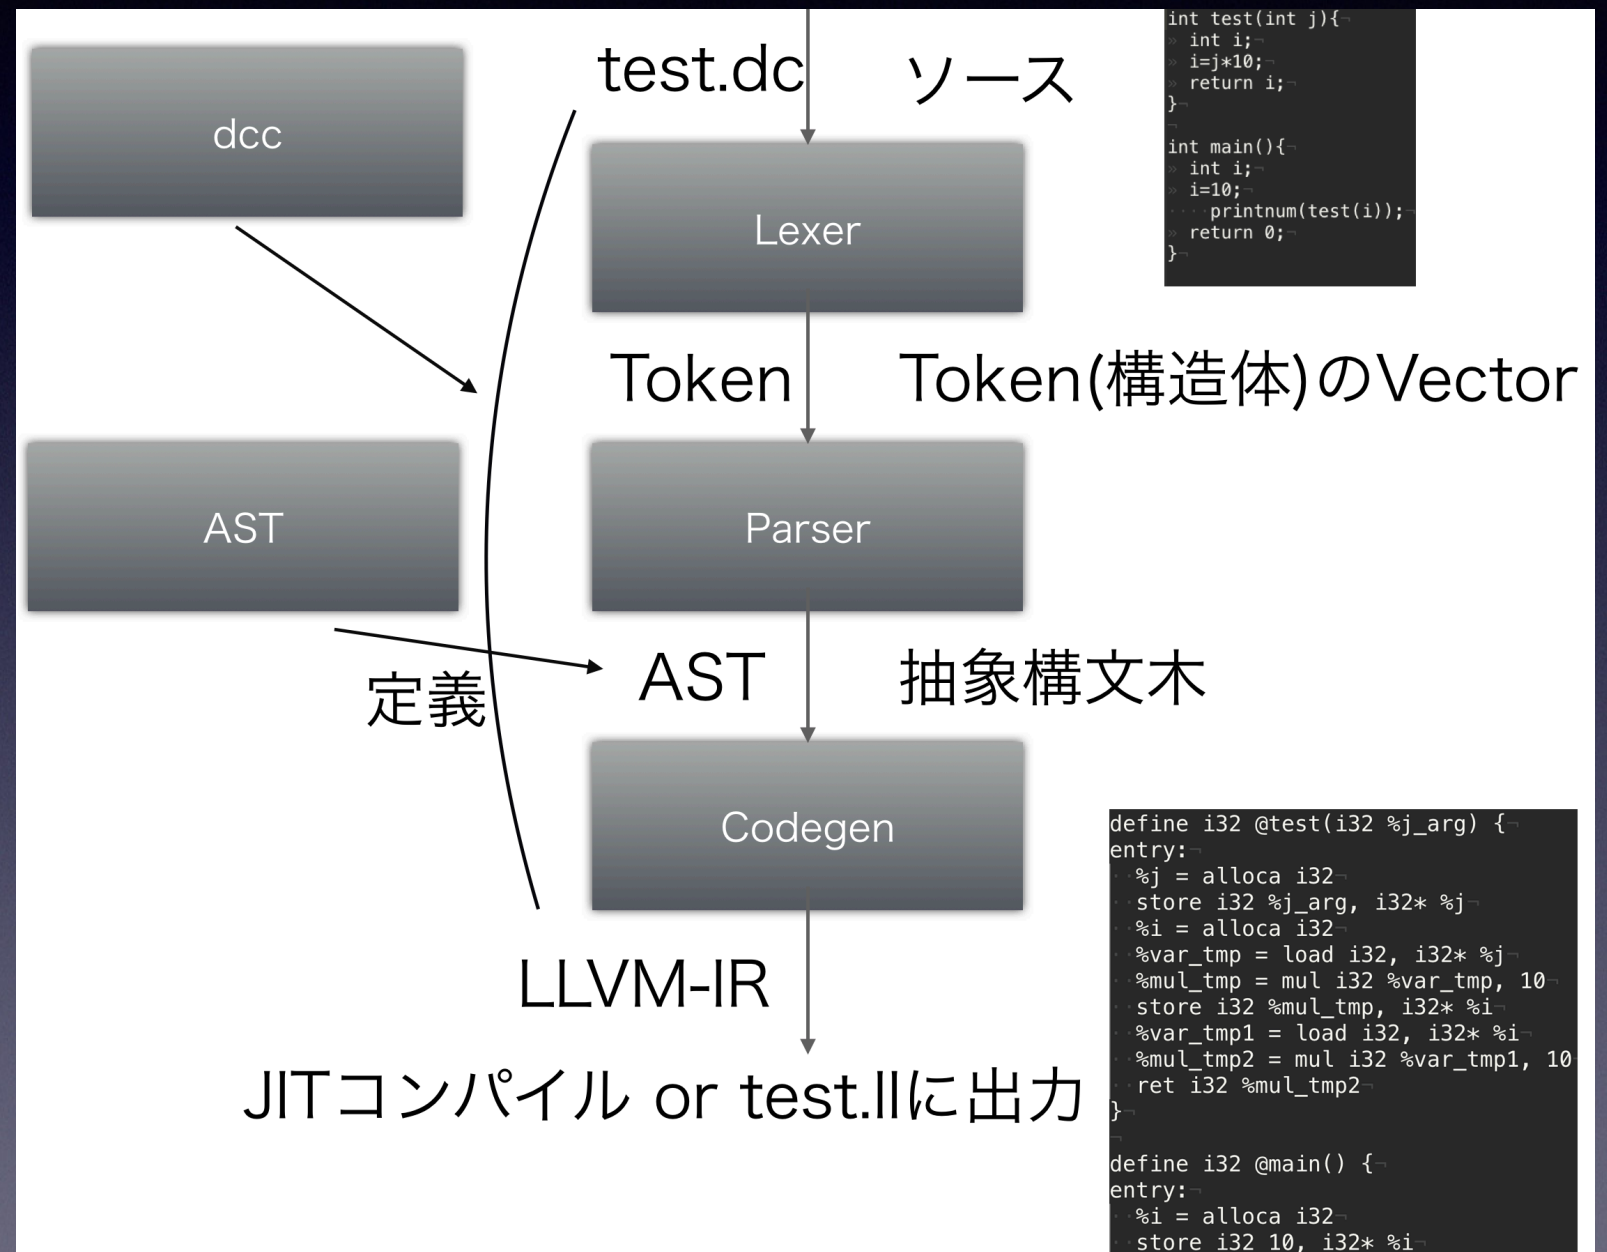 dcc
test.dc
ソース
int test(int j){
int i;
i=j*10;
return i;
}
int main(){
int i;
i=10;
printnum(test(i));
return 0;
}
Lexer
Token
Token(構造体)のVector
AST
Parser
定義
AST
抽象構文木
Codegen
LLVM-IR
JITコンパイル or test.llに出力
define i32 @test(i32 %j_arg) {
entry:
%j = alloca i32
store i32 %j_arg, i32* %j
%i = alloca i32
%var_tmp = load i32, i32* %j
%mul_tmp = mul i32 %var_tmp, 10
store i32 %mul_tmp, i32* %i
%var_tmp1 = load i32, i32* %i
%mul_tmp2 = mul i32 %var_tmp1, 10
ret i32 %mul_tmp2
}
define i32 @main() {
entry:
%i = alloca i32
store i32 10, i32* %i